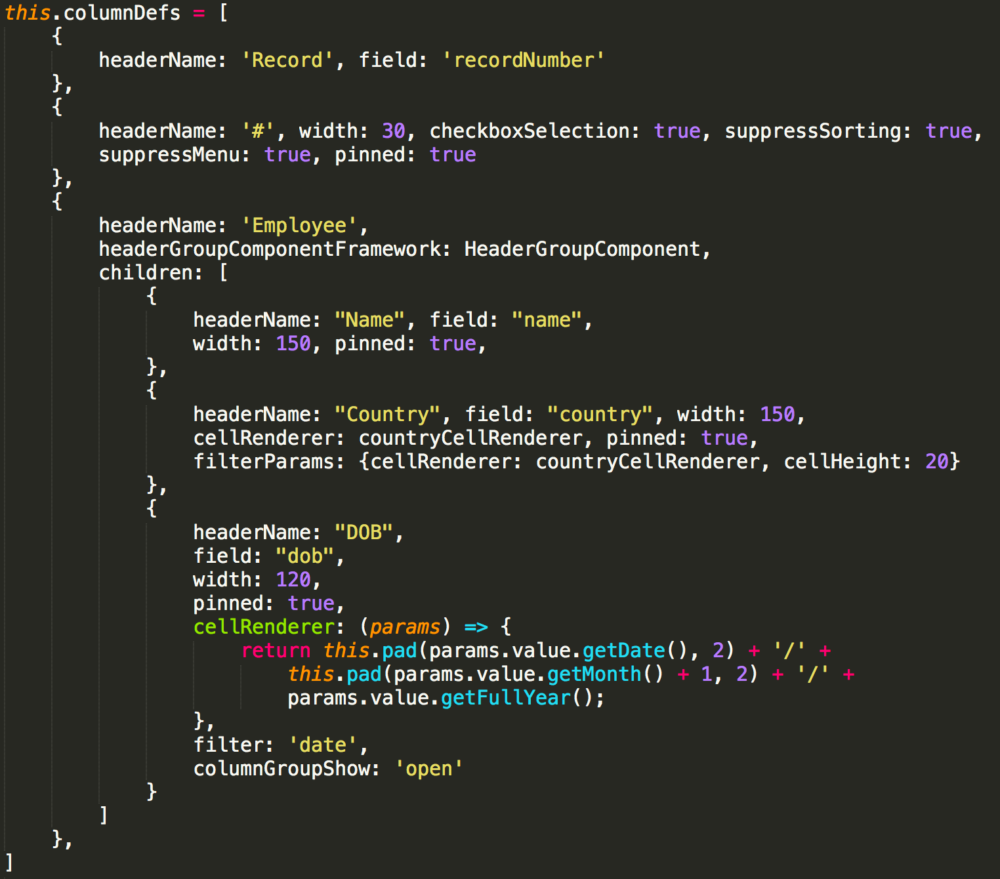 this.columnDefs = [
    {
        headerName: 'Record', field: 'recordNumber'
    },
    {
        headerName: '#', width: 30, checkboxSelection: true, suppressSorting: true,
        suppressMenu: true, pinned: true
    },
    {
        headerName: 'Employee',
        headerGroupComponentFramework: HeaderGroupComponent,
        children: [
            {
                headerName: "Name", field: "name",
                width: 150, pinned: true,
            },
            {
                headerName: "Country", field: "country", width: 150,
                cellRenderer: countryCellRenderer, pinned: true,
                filterParams: {cellRenderer: countryCellRenderer, cellHeight: 20}
            },
            {
                headerName: "DOB",
                field: "dob",
                width: 120,
                pinned: true,
                cellRenderer: (params) => {
                    return this.pad(params.value.getDate(), 2) + '/' +
                        this.pad(params.value.getMonth() + 1, 2) + '/' +
                        params.value.getFullYear();
                },
                filter: 'date',
                columnGroupShow: 'open'
            }
        ]
    },
]